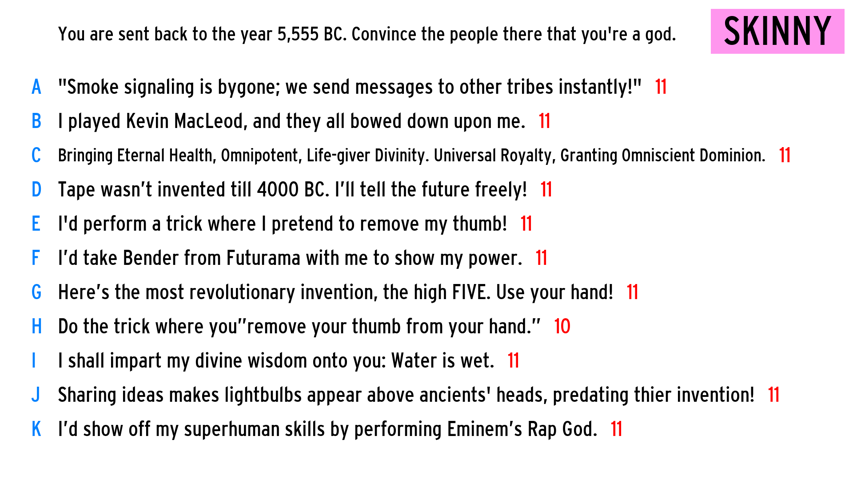 You are sent back to the year 5,555 BC. Convince the people there that you're a god.
SKINNY
A "Smoke signaling is bygone; we send messages to other tribes instantly!" 11
B I played Kevin MacLeod, and they all bowed down upon me. 11
C Bringing Eternal Health, Omnipotent, Life-giver Divinity. Universal Royalty, Granting Omniscient Dominion. 11
D Tape wasn’t invented till 4000 BC. I’ll tell the future freely! 11
E I'd perform a trick where I pretend to remove my thumb! 11
F I’d take Bender from Futurama with me to show my power. 11
G Here’s the most revolutionary invention, the high FIVE. Use your hand! 11
H Do the trick where you”remove your thumb from your hand.” 10
I I shall impart my divine wisdom onto you: Water is wet. 11
J Sharing ideas makes lightbulbs appear above ancients' heads, predating thier invention! 11
K I’d show off my superhuman skills by performing Eminem’s Rap God. 11